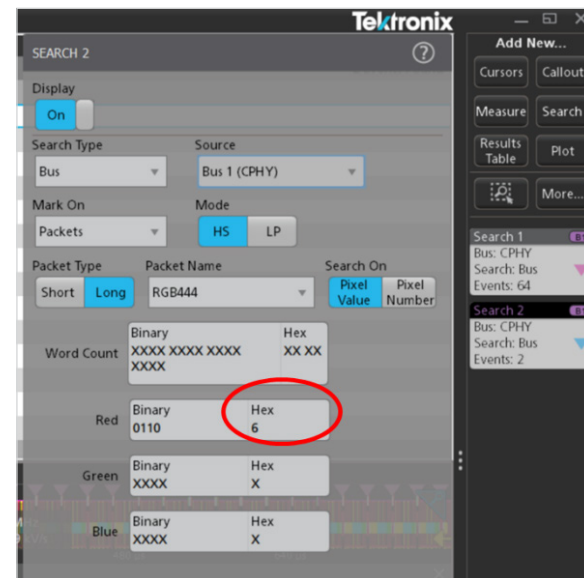 Tektronix
SEARCH 2
?
Display
On
Search Type Source
Bus Bus 1 (CPHY)
Mark On Mode
Packets HS LP
Packet Type Packet Name Search On
Short Long RGB444 Pixel Value Pixel Number
Word Count
Binary Hex
XXXX XXXX XXXX XX XX
XXXX
Red
Binary Hex
0110 6
Green
Binary Hex
XXXX X
Blue
Binary Hex
XXXX X
Add New...
Cursors Callout
Measure Search
Results Table Plot
More...
Search 1
Bus: CPHY
Search: Bus
Events: 64
Search 2
Bus: CPHY
Search: Bus
Events: 2